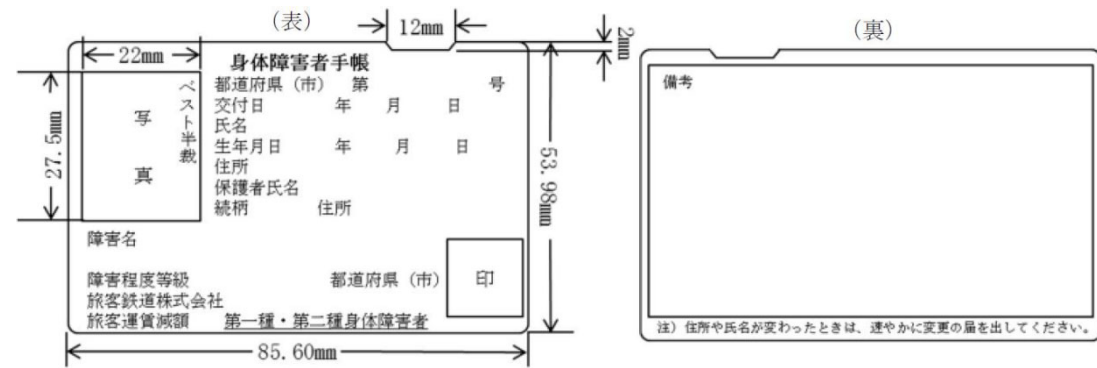 (表)
12mm
2mm
(裏)
22mm
身体障害者手帳
都道府県(市) 第 号
交付日 年 月 日
氏名
生年月日 年 月 日
住所
保護者氏名
続柄 住所
ベスト半裁
写真
27.5mm
53.98mm
障害名
障害程度等級 都道府県(市) 印
旅客鉄道株式会社
旅客運賃減額 第一種・第二種身体障害者
85.60mm
備考
注)住所や氏名が変わったときは、速やかに変更の届を出してください。